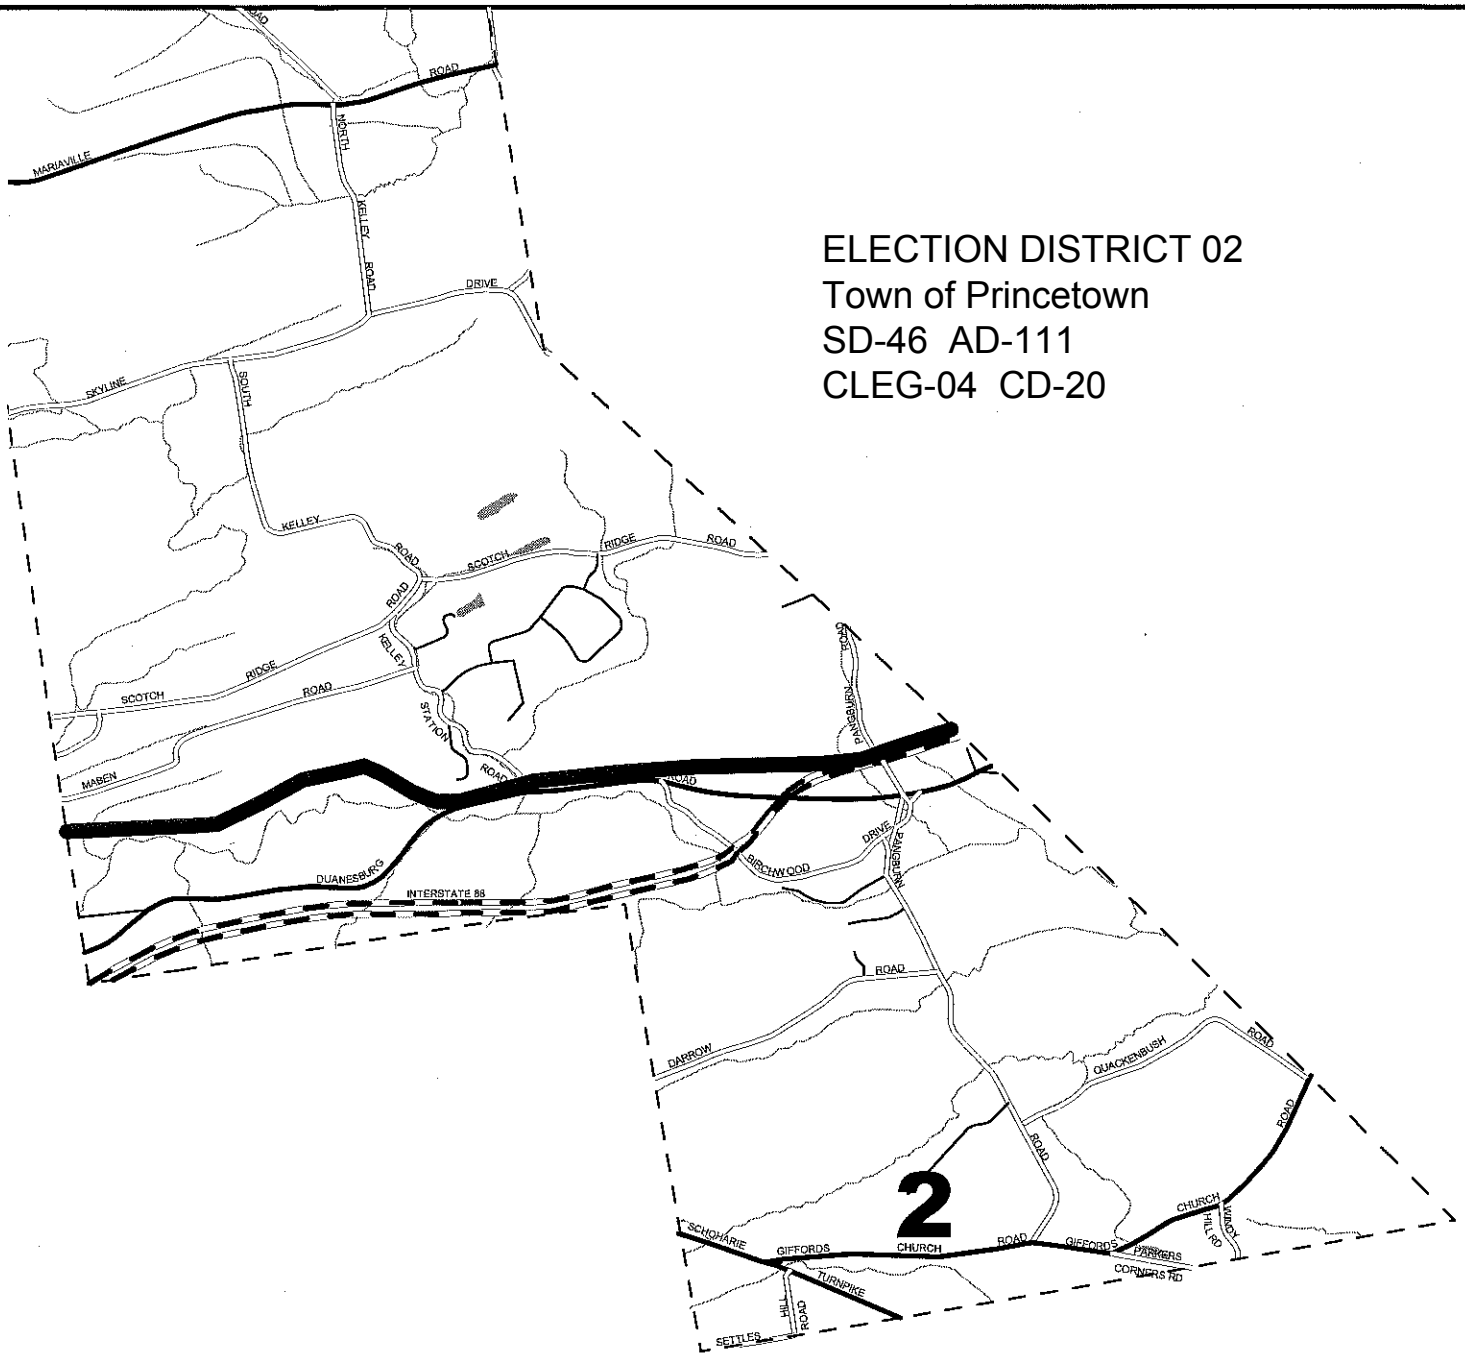 OAD
ROAD
MARIAVILLE
NORTH
KELLEY
ROAD
ELECTION DISTRICT 02
Town of Princetown
SD-46 AD-111
CLEG-04 CD-20
DRIVE
SKYLINE
SOUTH
KELLEY
ROAD
SCOTCH
RIDGE
ROAD
ROAD
KELLEY
SCOTCH
RIDGE
ROAD
STATION
ROAD
MABEN
ROAD
PANGBURN
ROAD
DUANESBURG
INTERSTATE 88
BIRCHWOOD
DRIVE
PANGBURN
ROAD
DARROW
QUACKENBUSH
ROAD
ROAD
ROAD
2
SCHOHARIE
GIFFORDS
CHURCH
ROAD
GIFFORDS
CHURCH
WINDY
HILL RD
PARKERS
CORNERS RD
TURNPIKE
HILL
ROAD
SETTLES